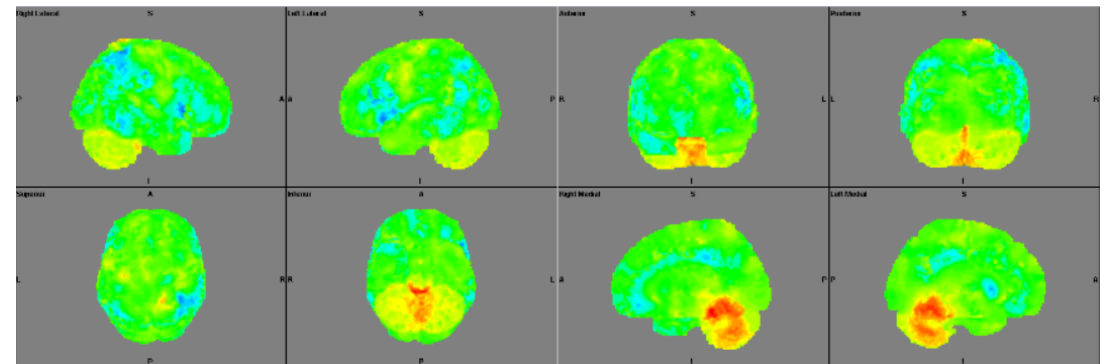 Right Lateral S P A I
Left Lateral S A P I
Anterior S R L I
Posterior S L R I
Superior A L R P
Inferior A R L P
Right Medial S A P I
Left Medial S P A I